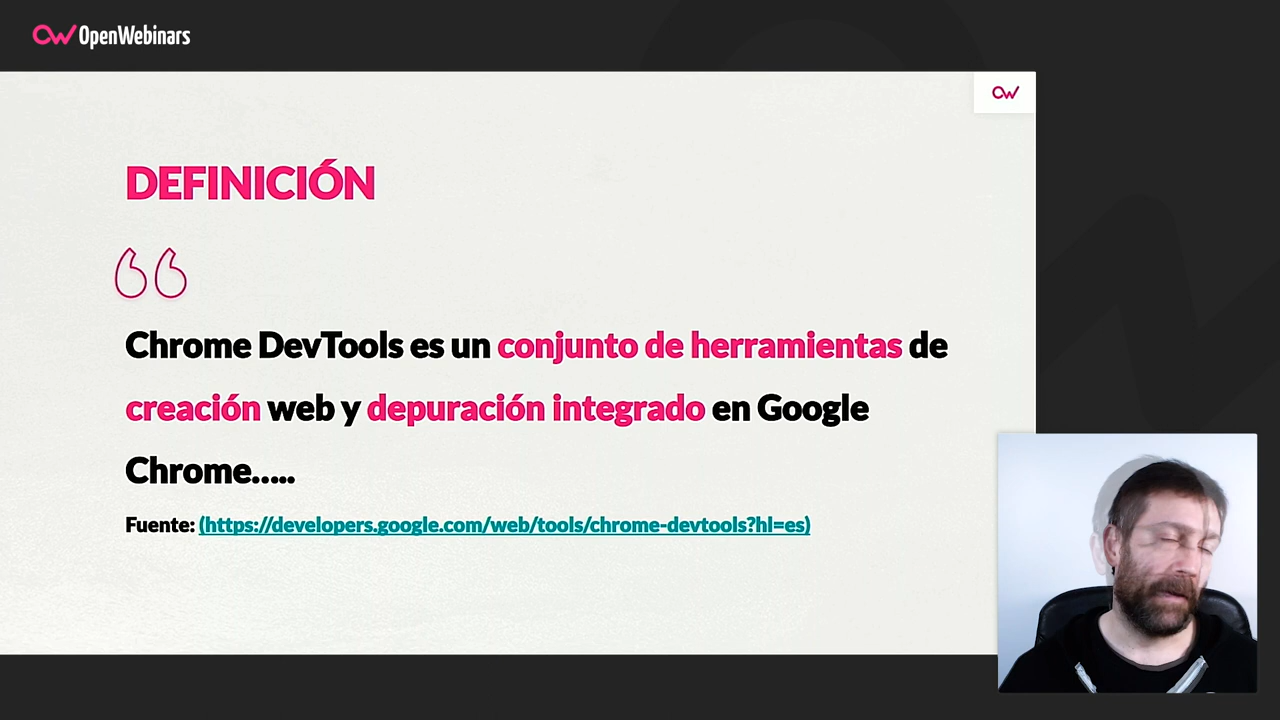 OpenWebinars
DEFINICIÓN
Chrome DevTools es un conjunto de herramientas de
creación web y depuración integrado en Google
Chrome.....
Fuente: (https://developers.google.com/web/tools/chrome-devtools?hl=es)